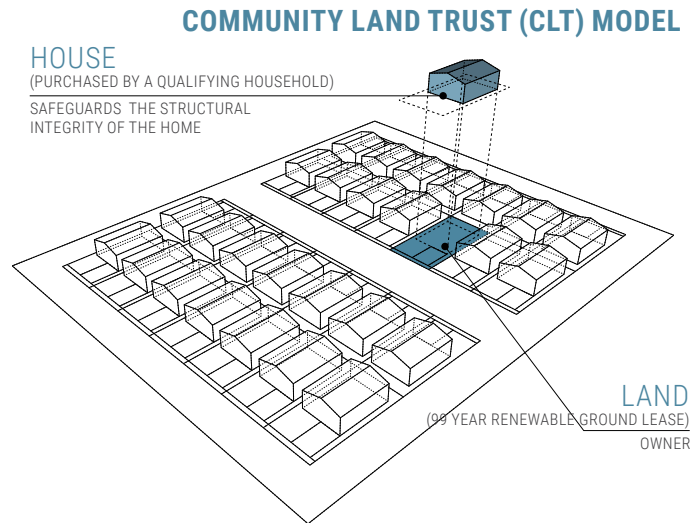 COMMUNITY LAND TRUST (CLT) MODEL
HOUSE
(PURCHASED BY A QUALIFYING HOUSEHOLD)
SAFEGUARDS THE STRUCTURAL
INTEGRITY OF THE HOME
LAND
(99 YEAR RENEWABLE GROUND LEASE)
OWNER